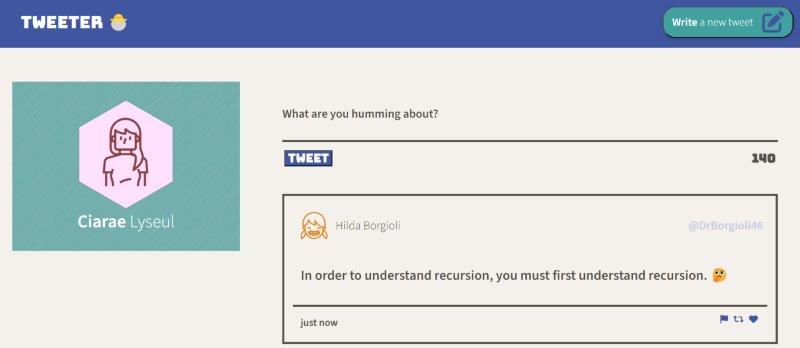 TWEETER
Write a new tweet
Ciarae Lyseul
What are you humming about?
TWEET
140
Hilda Borgioli
@DrBorgioli46
In order to understand recursion, you must first understand recursion. 🤔
just now